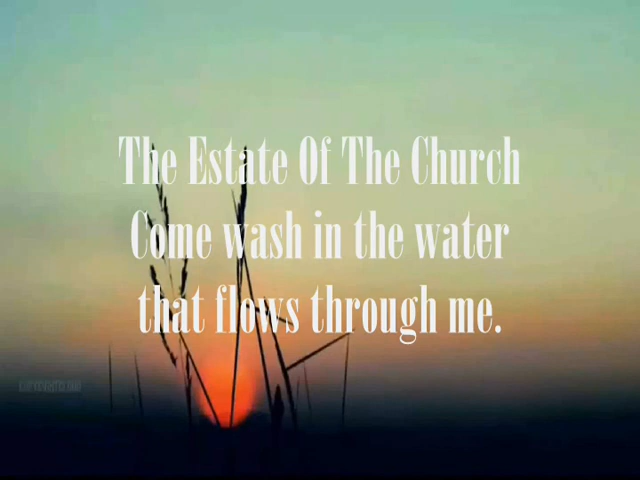 The Estate Of The Church
Come wash in the water
that flows through me.